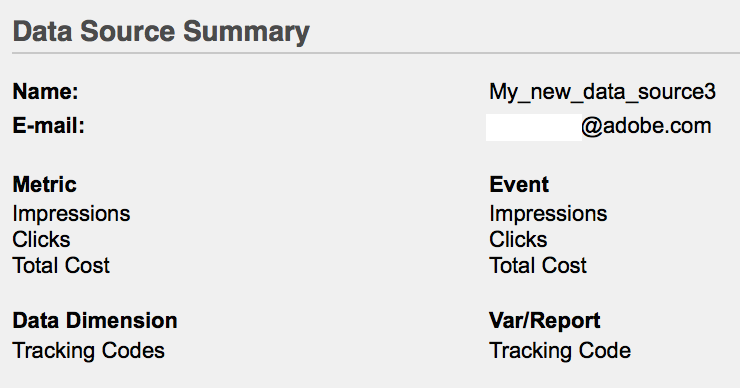 Data Source Summary
Name: My_new_data_source3
E-mail: @adobe.com
Metric Event
Impressions Impressions
Clicks Clicks
Total Cost Total Cost
Data Dimension Var/Report
Tracking Codes Tracking Code